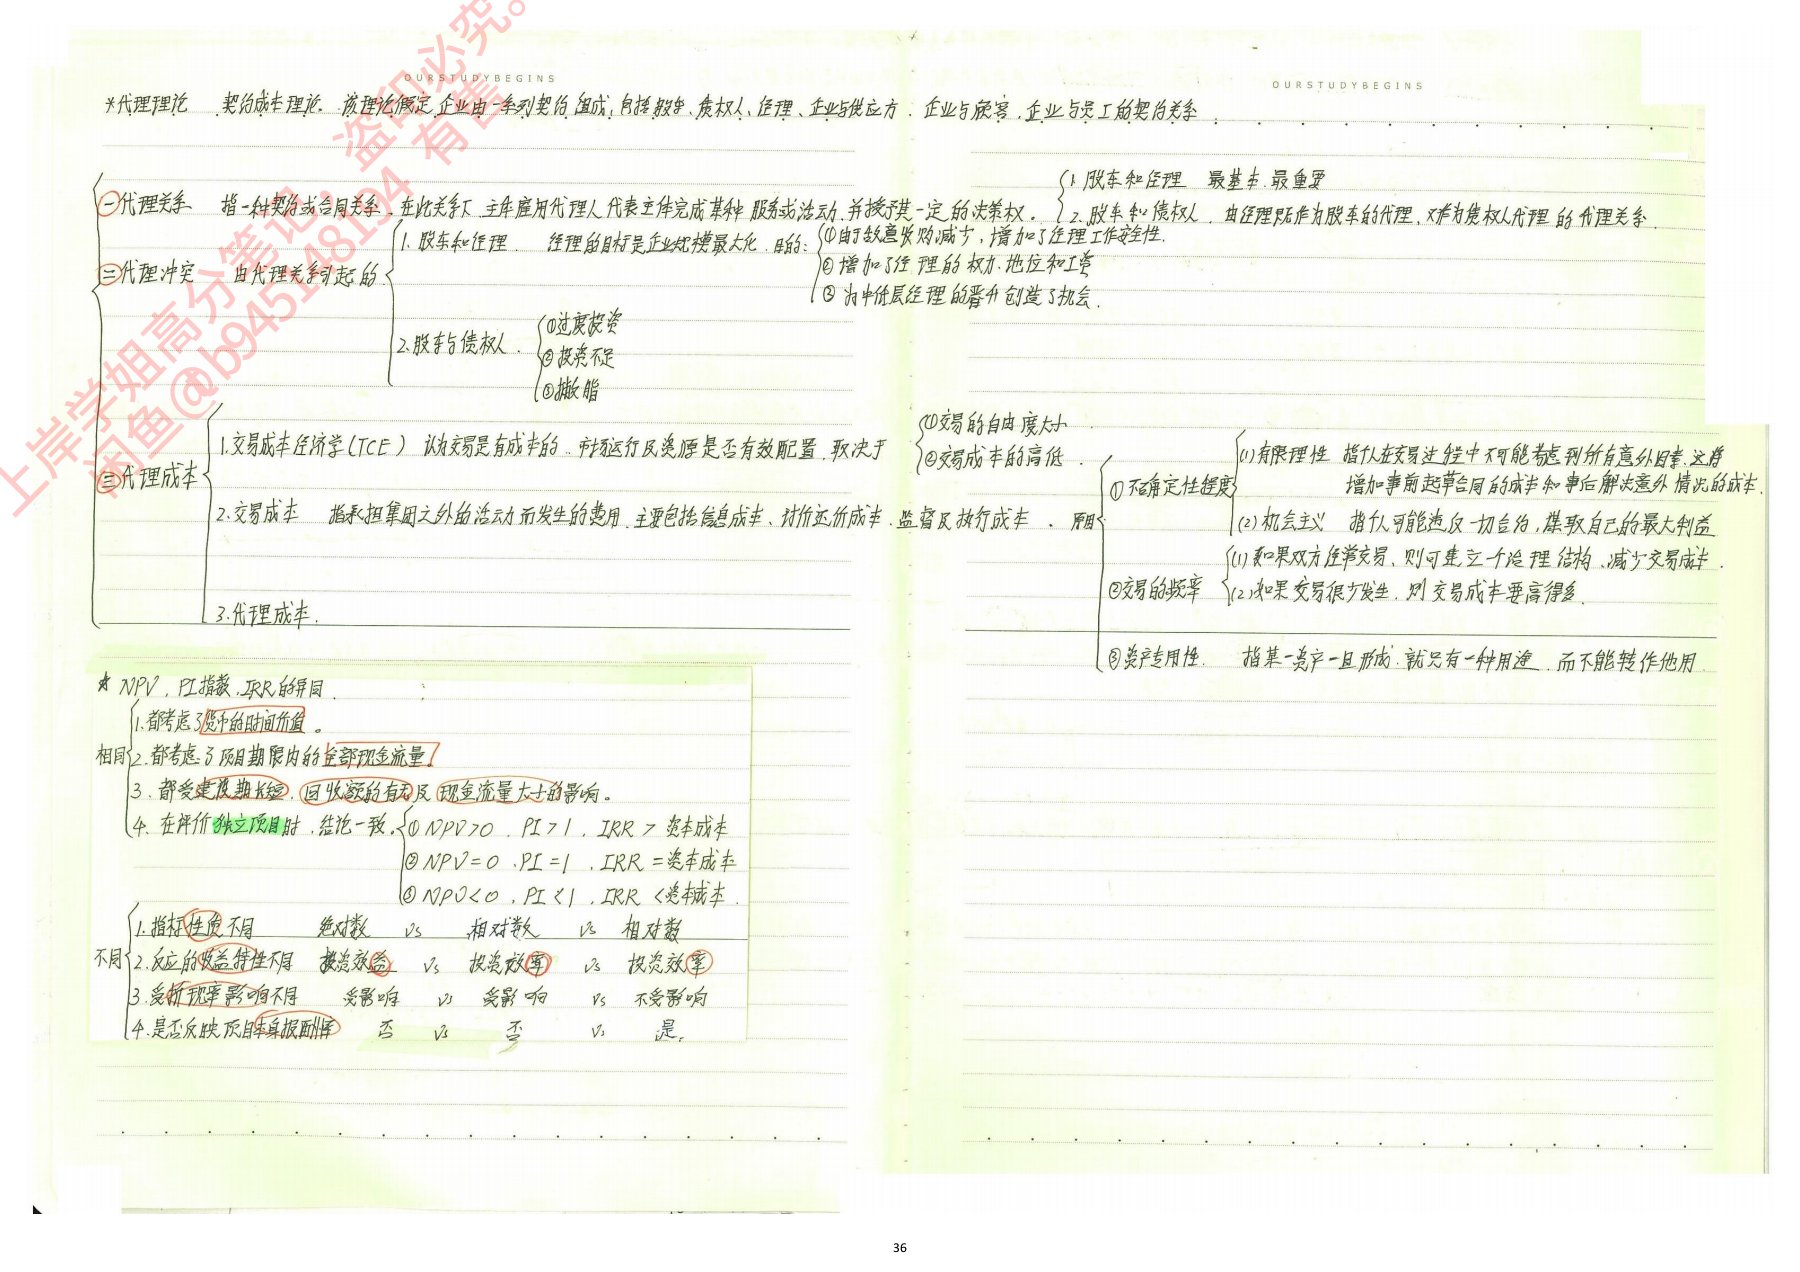 OURSTUDYBEGINS
OURSTUDYBEGINS
*代理理论 契约成本理论. 该理论假定企业由一系列契约组成,包括股东、债权人、经理、企业与供应方、企业与顾客、企业与员工的契约关系
㊀代理关系 指一种契约或合同关系,在此关系下,主体雇用代理人代表主体完成某种服务或活动,并授予其一定的决策权.
1. 股东和经理 最基本.最重要
2. 股东和债权人. 由经理既作为股东的代理、又作为债权人代理的代理关系.
㊁代理冲突 由代理关系引起的.
1. 股东和经理. 经理的目标是企业规模最大化. 目的:
①由于敌意收购减少,增加了经理工作安全性.
②增加了经理的权力.地位和工资
③为中低层经理的晋升创造了机会.
2.股东与债权人.
①过度投资
②投资不足
③撇脂
㊂代理成本
1.交易成本经济学(TCE) 认为交易是有成本的. 市场运行及资原是否有效配置,取决于
①交易的自由度大小
②交易成本的高低.
2.交易成本 指承担集团之外的活动而发生的费用,主要包括信息成本、讨价还价成本、监督及执行成本.
①不确定性程度
(1)有限理性 指人在交易过程中不可能考虑到所有意外因素.这将
增加事前起草合同的成本和事后解决意外情况的成本.
(2)机会主义 指人可能违反一切合约,谋取自己的最大利益
②交易的频率
(1)如果双方经常交易,则可建立一个治理结构,减少交易成本.
(2)如果交易很少发生,则交易成本要高得多.
③资产专用性. 指某一资产一旦形成.就只有一种用途,而不能转作他用.
3.代理成本.
* NPV, PI指数, IRR的异同.
相同
1.都考虑了货币的时间价值。
2.都考虑了项目期限内的全部现金流量。
3、都受建设期长短、回收额的有无及现金流量大小的影响。
4、在评价独立项目时,结论一致。
①NPV>0, PI>1, IRR>资本成本
②NPV=0, PI=1, IRR=资本成本
③NPV<0, PI<1, IRR<资本成本.
不同
1.指标性质不同 绝对数 vs 相对数 vs 相对数
2.反应的收益特性不同 投资效益 vs 投资效率 vs 投资效率
3.受折现率影响不同 受影响 vs 受影响 vs 不受影响
4.是否反映项目本身报酬率 否 vs 否 vs 是.
上岸学姐高分笔记,盗印必究。
闲鱼@b945148194 有售
36